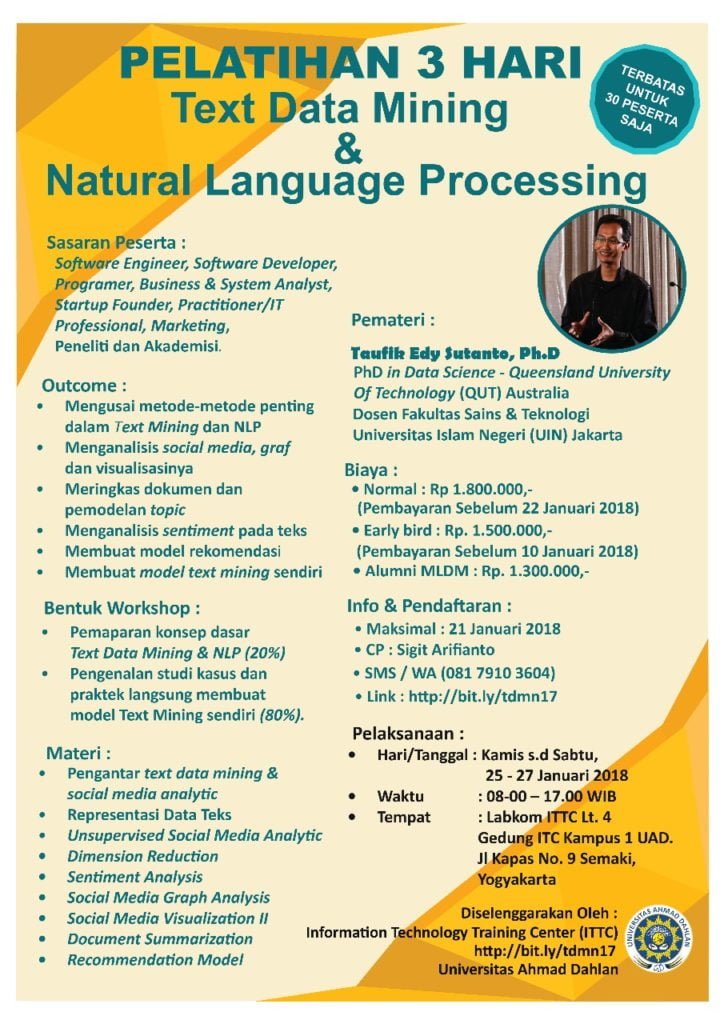 PELATIHAN 3 HARI
Text Data Mining
&
Natural Language Processing
TERBATAS
UNTUK
30 PESERTA
SAJA
Sasaran Peserta :
Software Engineer, Software Developer,
Programer, Business & System Analyst,
Startup Founder, Practitioner/IT
Professional, Marketing,
Peneliti dan Akademisi.
Outcome :
• Mengusai metode-metode penting
dalam Text Mining dan NLP
• Menganalisis social media, graf
dan visualisasinya
• Meringkas dokumen dan
pemodelan topic
• Menganalisis sentiment pada teks
• Membuat model rekomendasi
• Membuat model text mining sendiri
Bentuk Workshop :
• Pemaparan konsep dasar
Text Data Mining & NLP (20%)
• Pengenalan studi kasus dan
praktek langsung membuat
model Text Mining sendiri (80%).
Materi :
• Pengantar text data mining &
social media analytic
• Representasi Data Teks
• Unsupervised Social Media Analytic
• Dimension Reduction
• Sentiment Analysis
• Social Media Graph Analysis
• Social Media Visualization II
• Document Summarization
• Recommendation Model
Pemateri :
Taufik Edy Sutanto, Ph.D
PhD in Data Science - Queensland University
Of Technology (QUT) Australia
Dosen Fakultas Sains & Teknologi
Universitas Islam Negeri (UIN) Jakarta
Biaya :
• Normal : Rp 1.800.000,-
(Pembayaran Sebelum 22 Januari 2018)
• Early bird : Rp. 1.500.000,-
(Pembayaran Sebelum 10 Januari 2018)
• Alumni MLDM : Rp. 1.300.000,-
Info & Pendaftaran :
• Maksimal : 21 Januari 2018
• CP : Sigit Arifianto
• SMS / WA (081 7910 3604)
• Link : http://bit.ly/tdmn17
Pelaksanaan :
• Hari/Tanggal : Kamis s.d Sabtu,
25 - 27 Januari 2018
• Waktu : 08-00 – 17.00 WIB
• Tempat : Labkom ITTC Lt. 4
Gedung ITC Kampus 1 UAD.
Jl Kapas No. 9 Semaki,
Yogyakarta
Diselenggarakan Oleh :
Information Technology Training Center (ITTC)
http://bit.ly/tdmn17
Universitas Ahmad Dahlan
UNIVERSITAS AHMAD DAHLAN